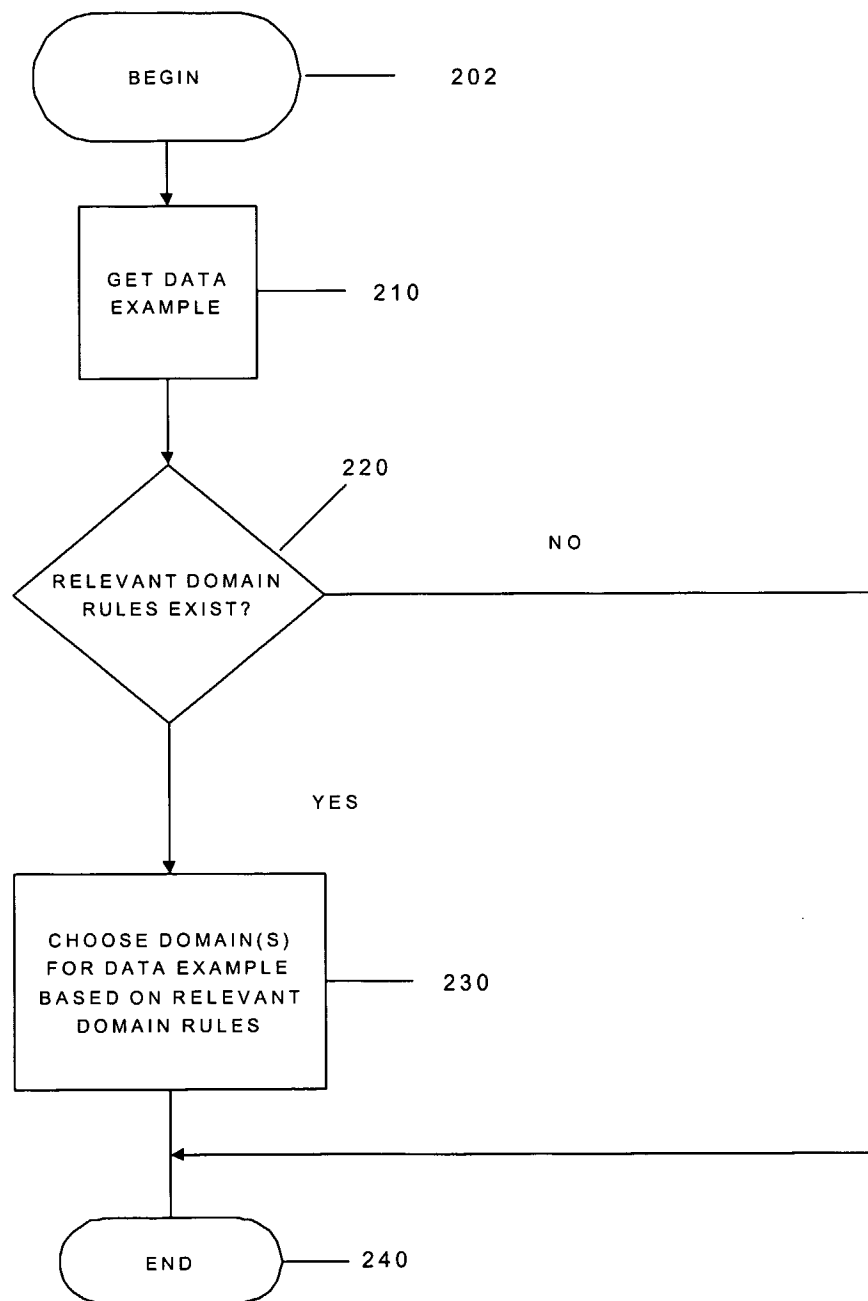 BEGIN
202
GET DATA
EXAMPLE
210
220
RELEVANT DOMAIN
RULES EXIST?
NO
YES
CHOOSE DOMAIN(S)
FOR DATA EXAMPLE
BASED ON RELEVANT
DOMAIN RULES
230
END
240